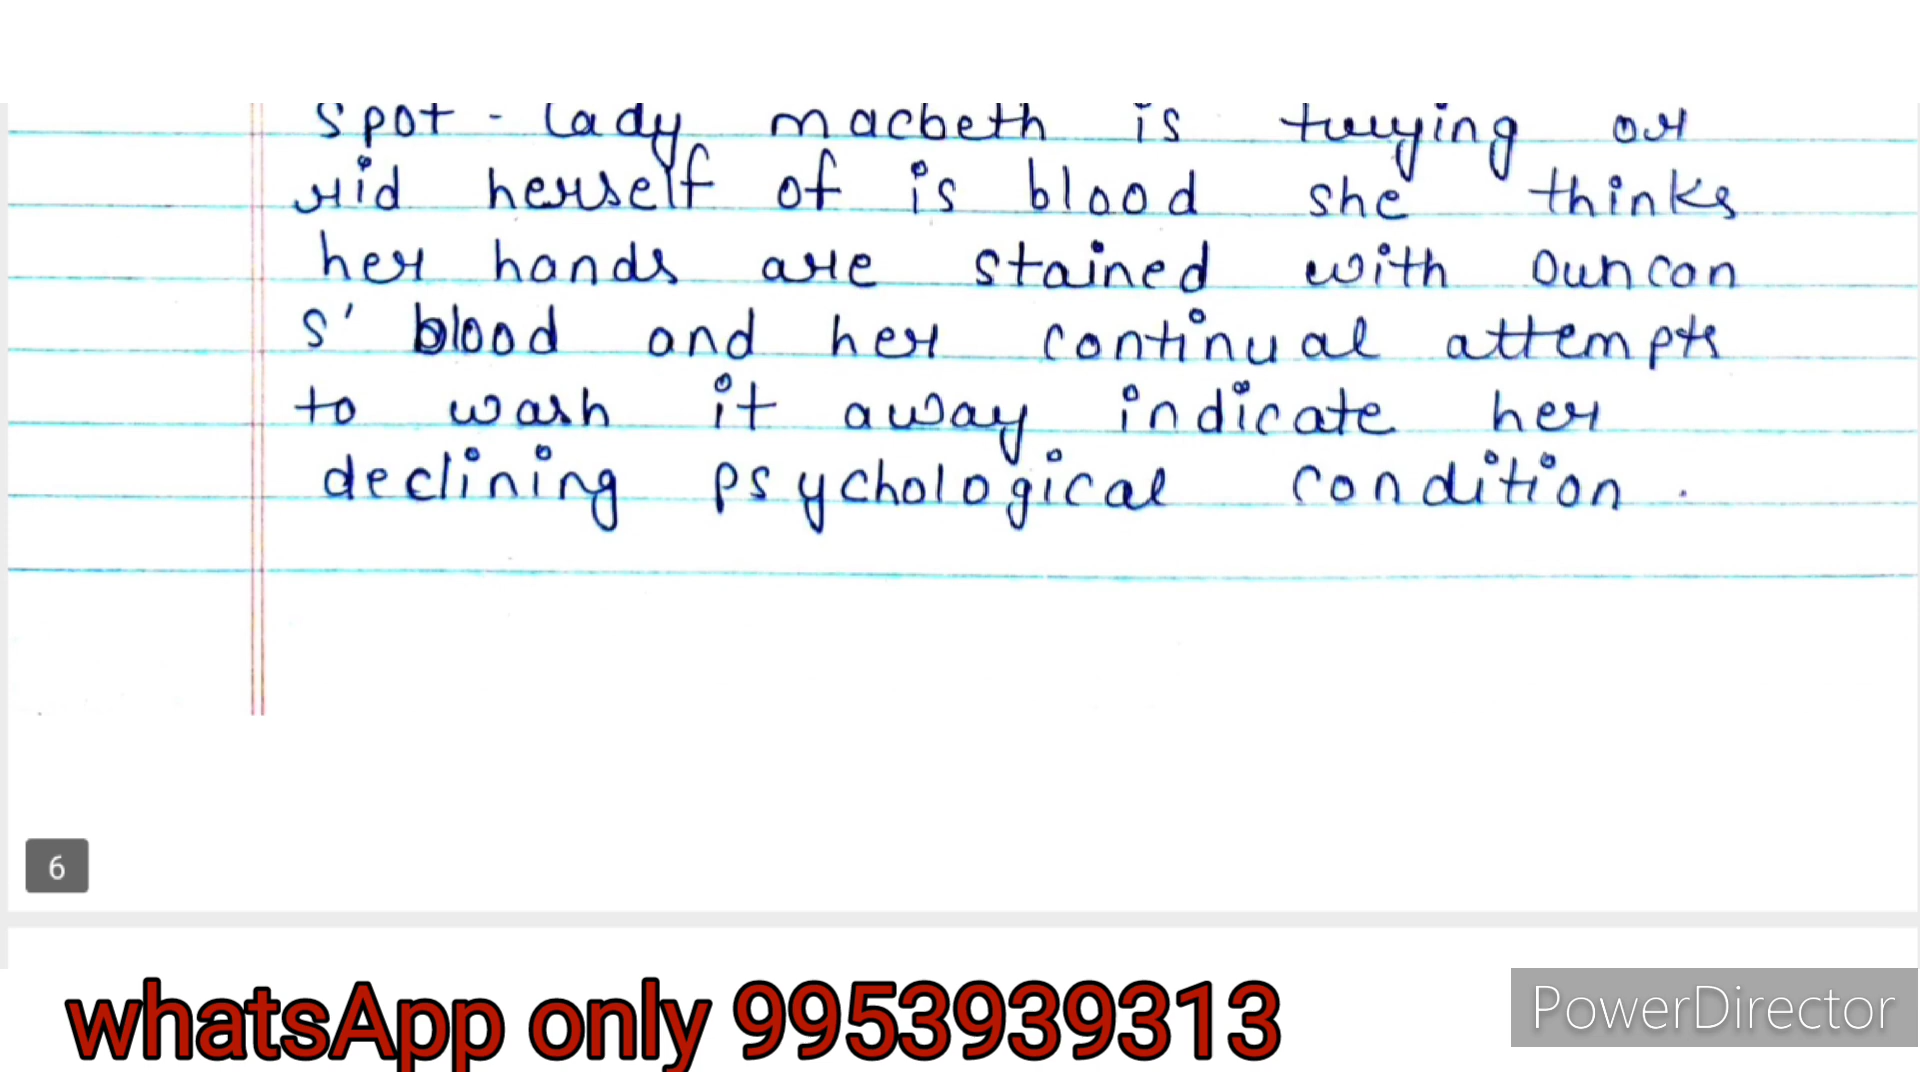 spot - lady macbeth is trying or
rid herself of is blood she thinks
her hands are stained with Duncan
s' blood and her continual attempts
to wash it away indicate her
declining psychological condition .
6
whatsApp only 9953939313
PowerDirector